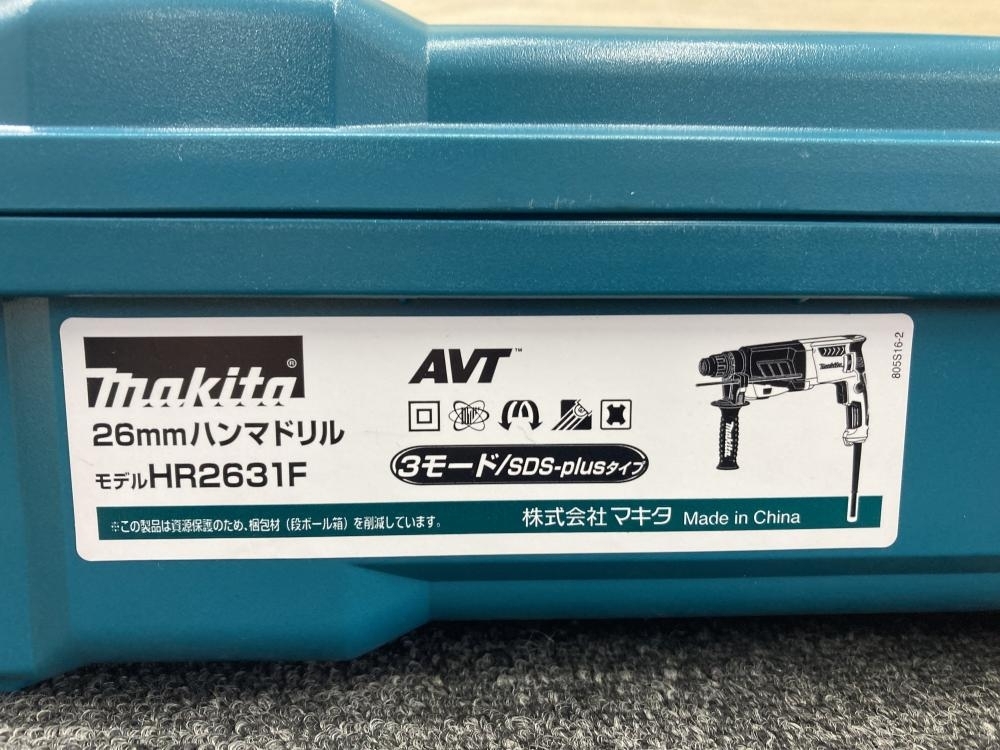 makita®
26mmハンマドリル
モデルHR2631F
AVT™
3モード/SDS-plusタイプ
※この製品は資源保護のため、梱包材（段ボール箱）を削減しています。
株式会社マキタ Made in China
805S16-2
makita
makita